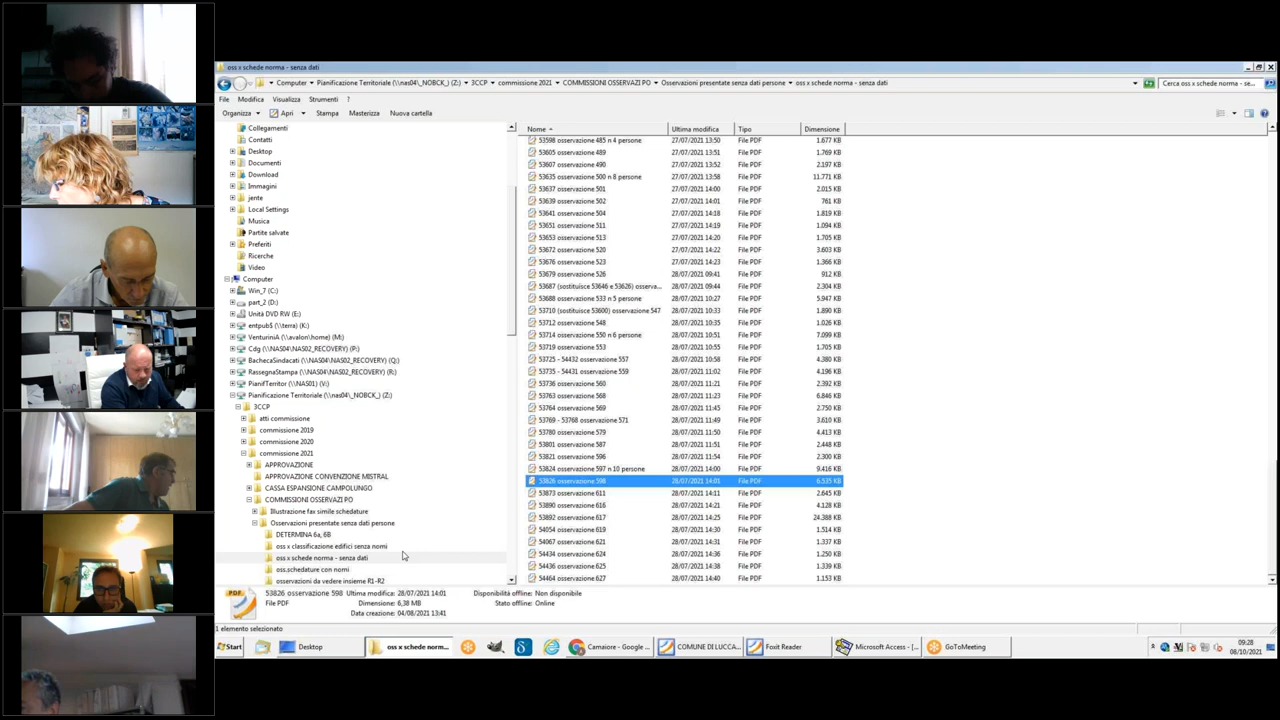 oss x schede norma - senza dati
Computer ▸ Pianificazione Territoriale (\\nas04\_NOBCK_) (Z:) ▸ 3CCP ▸ commissione 2021 ▸ COMMISSIONI OSSERVAZI PO ▸ Osservazioni presentate senza dati persone ▸ oss x schede norma - senza dati
Cerca oss x schede norma - se...
File Modifica Visualizza Strumenti ?
Organizza Apri Stampa Masterizza Nuova cartella
Collegamenti
Contatti
Desktop
Documenti
Download
Immagini
jente
Local Settings
Musica
Partite salvate
Preferiti
Ricerche
Video
Computer
Win_7 (C:)
part_2 (D:)
Unità DVD RW (E:)
entpub$ (\\terra) (K:)
VenturiniA (\\avalon\home) (M:)
Cdg (\\NAS04\NAS02_RECOVERY) (P:)
BachecaSindacati (\\NAS04\NAS02_RECOVERY) (Q:)
RassegnaStampa (\\NAS04\NAS02_RECOVERY) (R:)
PianifTerritor (\\NAS01) (V:)
Pianificazione Territoriale (\\nas04\_NOBCK_) (Z:)
3CCP
atti commissione
commissione 2019
commissione 2020
commissione 2021
APPROVAZIONE
APPROVAZIONE CONVENZIONE MISTRAL
CASSA ESPANSIONE CAMPOLUNGO
COMMISSIONI OSSERVAZI PO
Illustrazione fax simile schedature
Osservazioni presentate senza dati persone
DETERMINA 6a, 6B
oss x classificazione edifici senza nomi
oss x schede norma - senza dati
oss.schedature con nomi
osservazioni da vedere insieme R1-R2
Nome Ultima modifica Tipo Dimensione
53598 osservazione 485 n 4 persone 27/07/2021 13:50 File PDF 1.677 KB
53605 osservazione 489 27/07/2021 13:51 File PDF 1.769 KB
53607 osservazione 490 27/07/2021 13:52 File PDF 2.197 KB
53635 osservazione 500 n 8 persone 27/07/2021 13:58 File PDF 11.771 KB
53637 osservazione 501 27/07/2021 14:00 File PDF 2.015 KB
53639 osservazione 502 27/07/2021 14:01 File PDF 761 KB
53641 osservazione 504 27/07/2021 14:18 File PDF 1.819 KB
53651 osservazione 511 27/07/2021 14:19 File PDF 1.094 KB
53653 osservazione 513 27/07/2021 14:20 File PDF 1.705 KB
53672 osservazione 520 27/07/2021 14:22 File PDF 3.603 KB
53676 osservazione 523 27/07/2021 14:23 File PDF 1.366 KB
53679 osservazione 526 28/07/2021 09:41 File PDF 912 KB
53687 (sostituisce 53646 e 53626) osserva... 28/07/2021 09:44 File PDF 2.304 KB
53688 osservazione 533 n 5 persone 28/07/2021 10:27 File PDF 5.947 KB
53710 (sostituisce 53600) osservazione 547 28/07/2021 10:33 File PDF 1.890 KB
53712 osservazione 548 28/07/2021 10:35 File PDF 1.026 KB
53714 osservazione 550 n 6 persone 28/07/2021 10:51 File PDF 7.099 KB
53719 osservazione 553 28/07/2021 10:55 File PDF 1.705 KB
53725 - 54432 osservazione 557 28/07/2021 10:58 File PDF 4.380 KB
53735 - 54431 osservazione 559 28/07/2021 11:02 File PDF 4.196 KB
53736 osservazione 560 28/07/2021 11:21 File PDF 2.392 KB
53763 osservazione 568 28/07/2021 11:23 File PDF 6.846 KB
53764 osservazione 569 28/07/2021 11:45 File PDF 2.750 KB
53769 - 53768 osservazione 571 28/07/2021 11:49 File PDF 3.610 KB
53780 osservazione 579 28/07/2021 11:50 File PDF 4.413 KB
53801 osservazione 587 28/07/2021 11:51 File PDF 2.448 KB
53821 osservazione 596 28/07/2021 11:54 File PDF 2.300 KB
53824 osservazione 597 n 10 persone 28/07/2021 14:00 File PDF 9.416 KB
53826 osservazione 598 28/07/2021 14:01 File PDF 6.535 KB
53873 osservazione 611 28/07/2021 14:11 File PDF 2.645 KB
53890 osservazione 616 28/07/2021 14:21 File PDF 3.090 KB
53892 osservazione 617 28/07/2021 14:25 File PDF 24.388 KB
54054 osservazione 619 28/07/2021 14:30 File PDF 1.514 KB
54067 osservazione 621 28/07/2021 14:31 File PDF 1.337 KB
54434 osservazione 624 28/07/2021 14:36 File PDF 1.250 KB
54436 osservazione 625 28/07/2021 14:38 File PDF 1.339 KB
54464 osservazione 627 28/07/2021 14:40 File PDF 1.153 KB
PDF
53826 osservazione 598 Ultima modifica: 28/07/2021 14:01 Disponibilità offline: Non disponibile
File PDF Dimensione: 6,38 MB Stato offline: Online
Data creazione: 04/08/2021 13:41
1 elemento selezionato
Start Desktop oss x schede norm... Camaiore - Google ... COMUNE DI LUCCA... Foxit Reader Microsoft Access - [... GoToMeeting
09:28
08/10/2021